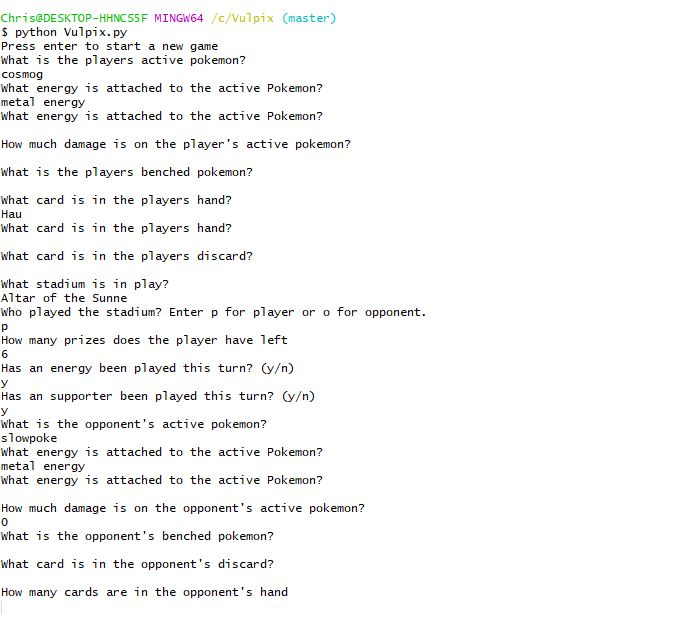 Chris@DESKTOP-HHNCS5F MINGW64 /c/Vulpix (master)
$ python Vulpix.py
Press enter to start a new game
What is the players active pokemon?
cosmog
What energy is attached to the active Pokemon?
metal energy
What energy is attached to the active Pokemon?
How much damage is on the player's active pokemon?
What is the players benched pokemon?
What card is in the players hand?
Hau
What card is in the players hand?
What card is in the players discard?
What stadium is in play?
Altar of the Sunne
Who played the stadium? Enter p for player or o for opponent.
p
How many prizes does the player have left
6
Has an energy been played this turn? (y/n)
y
Has an supporter been played this turn? (y/n)
y
What is the opponent's active pokemon?
slowpoke
What energy is attached to the active Pokemon?
metal energy
What energy is attached to the active Pokemon?
How much damage is on the opponent's active pokemon?
0
What is the opponent's benched pokemon?
What card is in the opponent's discard?
How many cards are in the opponent's hand